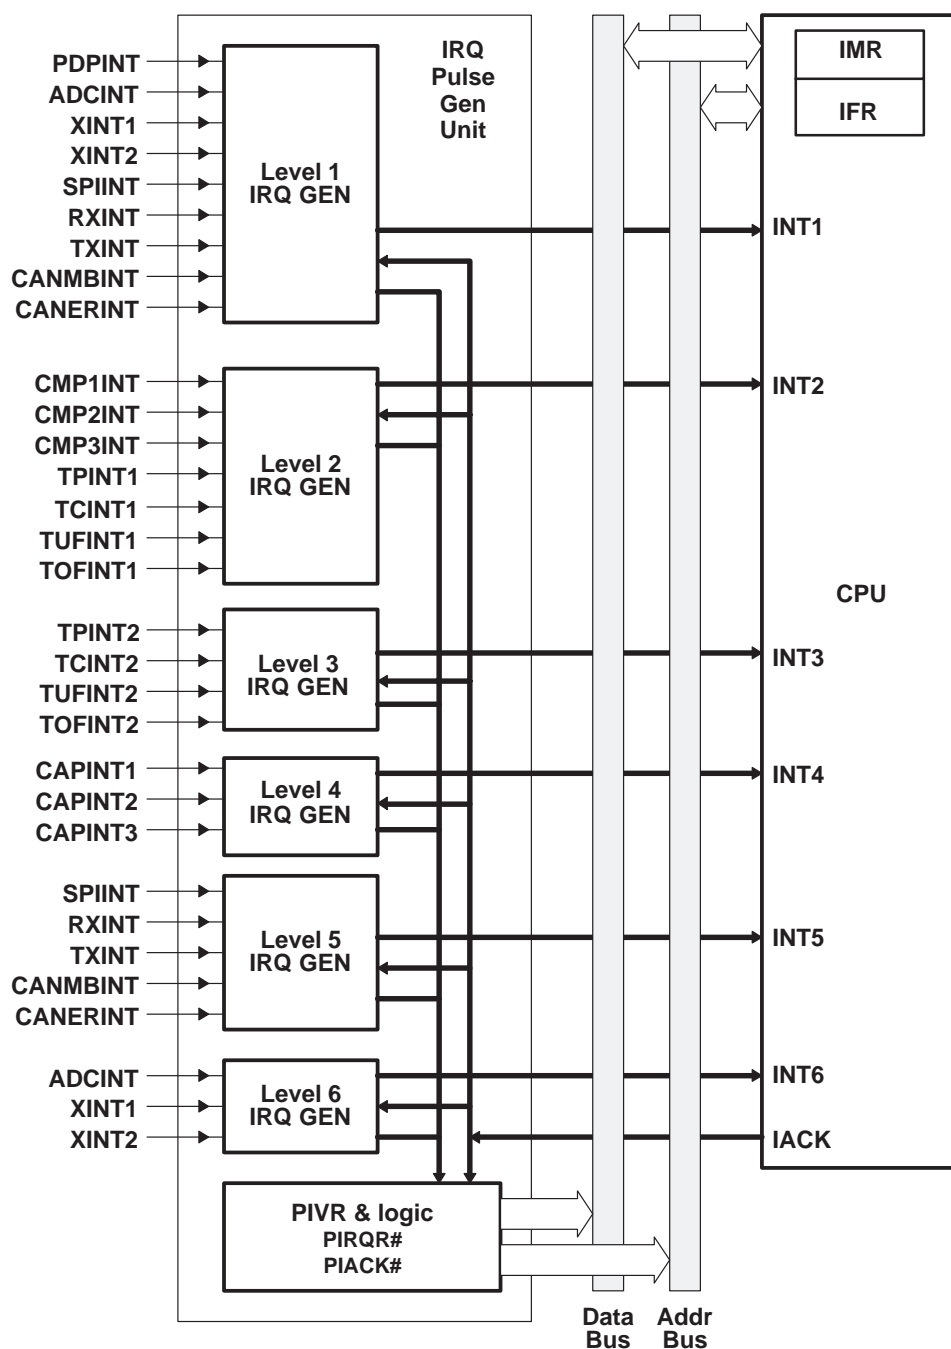 IRQ
Pulse
Gen
Unit
PDPINT
ADCINT
XINT1
XINT2
SPIINT
RXINT
TXINT
CANMBINT
CANERINT
Level 1
IRQ GEN
IMR
IFR
INT1
CMP1INT
CMP2INT
CMP3INT
TPINT1
TCINT1
TUFINT1
TOFINT1
Level 2
IRQ GEN
INT2
CPU
TPINT2
TCINT2
TUFINT2
TOFINT2
Level 3
IRQ GEN
INT3
CAPINT1
CAPINT2
CAPINT3
Level 4
IRQ GEN
INT4
SPIINT
RXINT
TXINT
CANMBINT
CANERINT
Level 5
IRQ GEN
INT5
ADCINT
XINT1
XINT2
Level 6
IRQ GEN
INT6
IACK
PIVR & logic
PIRQR#
PIACK#
Data
Bus
Addr
Bus